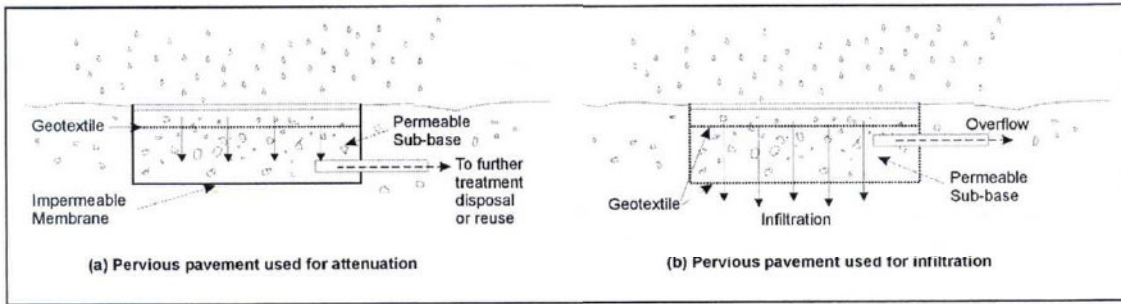 Geotextile
Permeable
Sub-base
To further
treatment
disposal
or reuse
Impermeable
Membrane
(a) Pervious pavement used for attenuation
Overflow
Permeable
Sub-base
Geotextile
Infiltration
(b) Pervious pavement used for infiltration